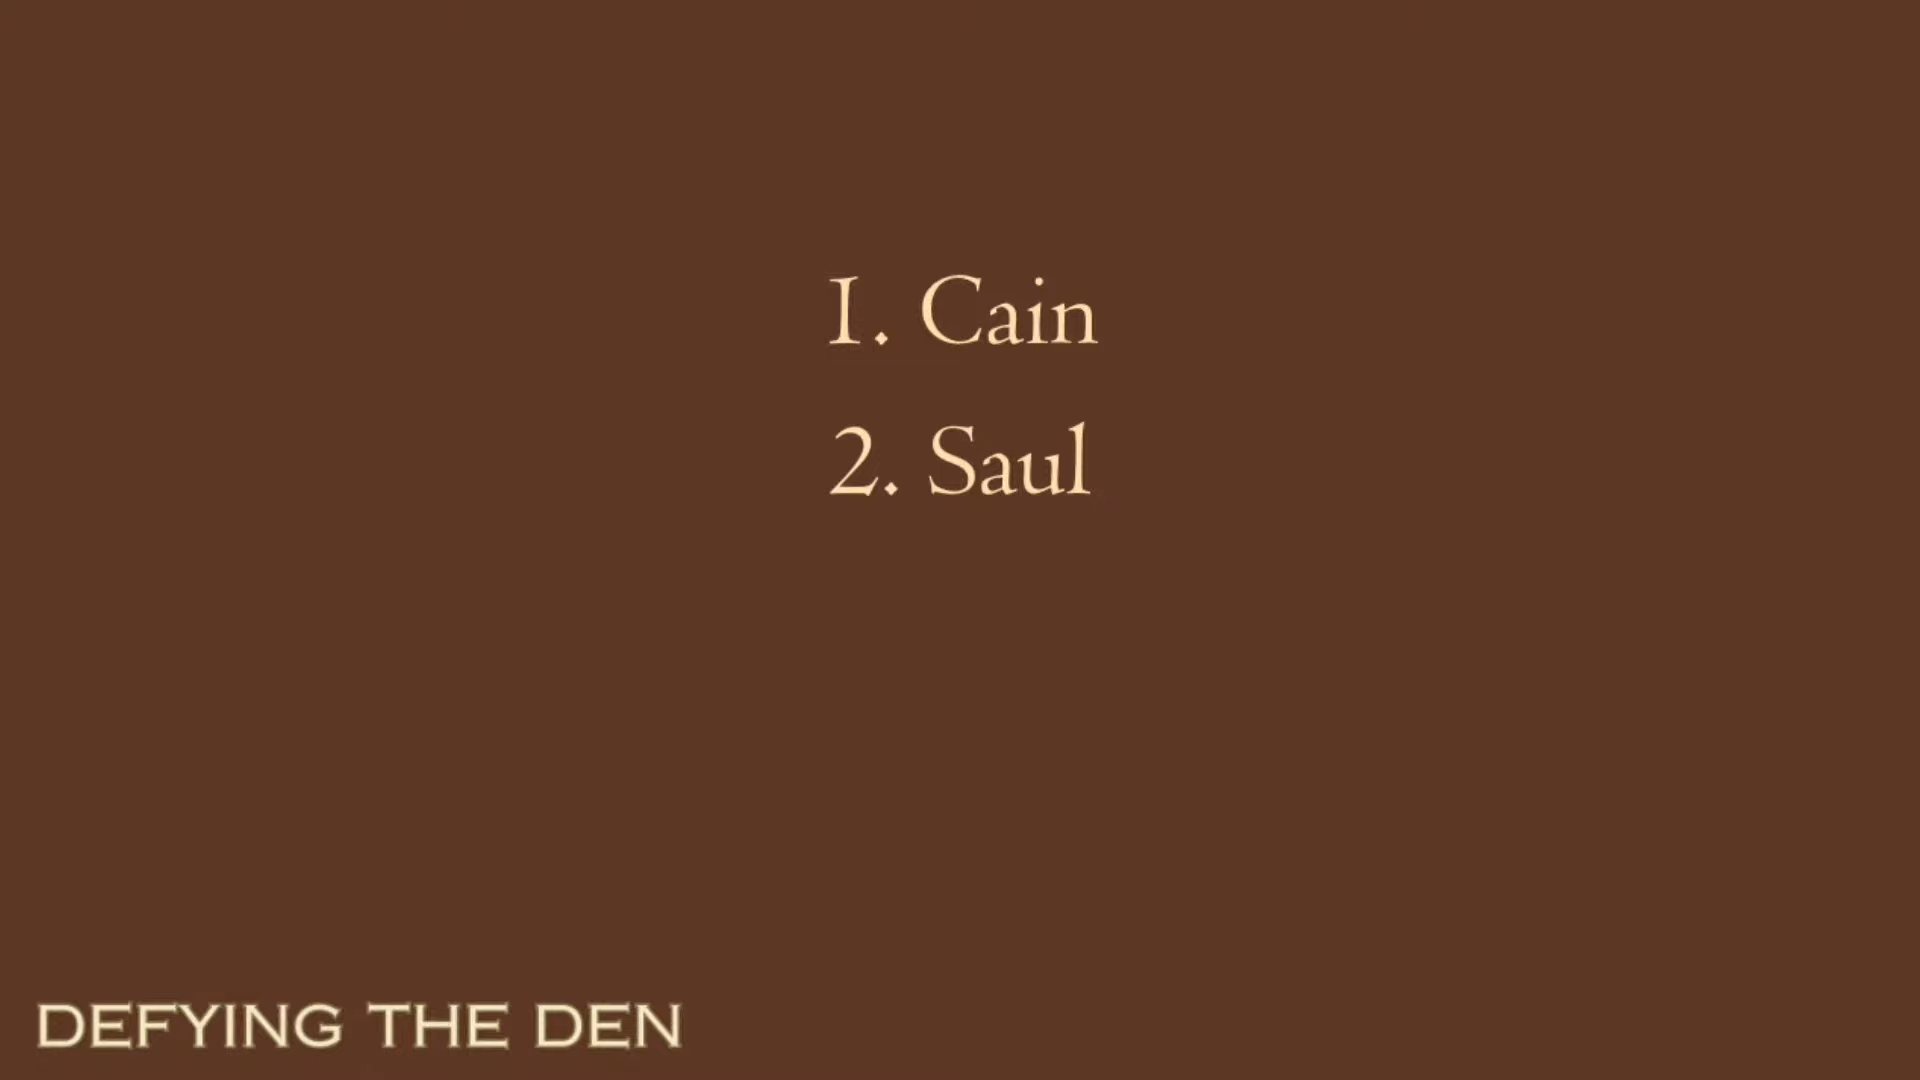 1. Cain
2. Saul
DEFYING THE DEN